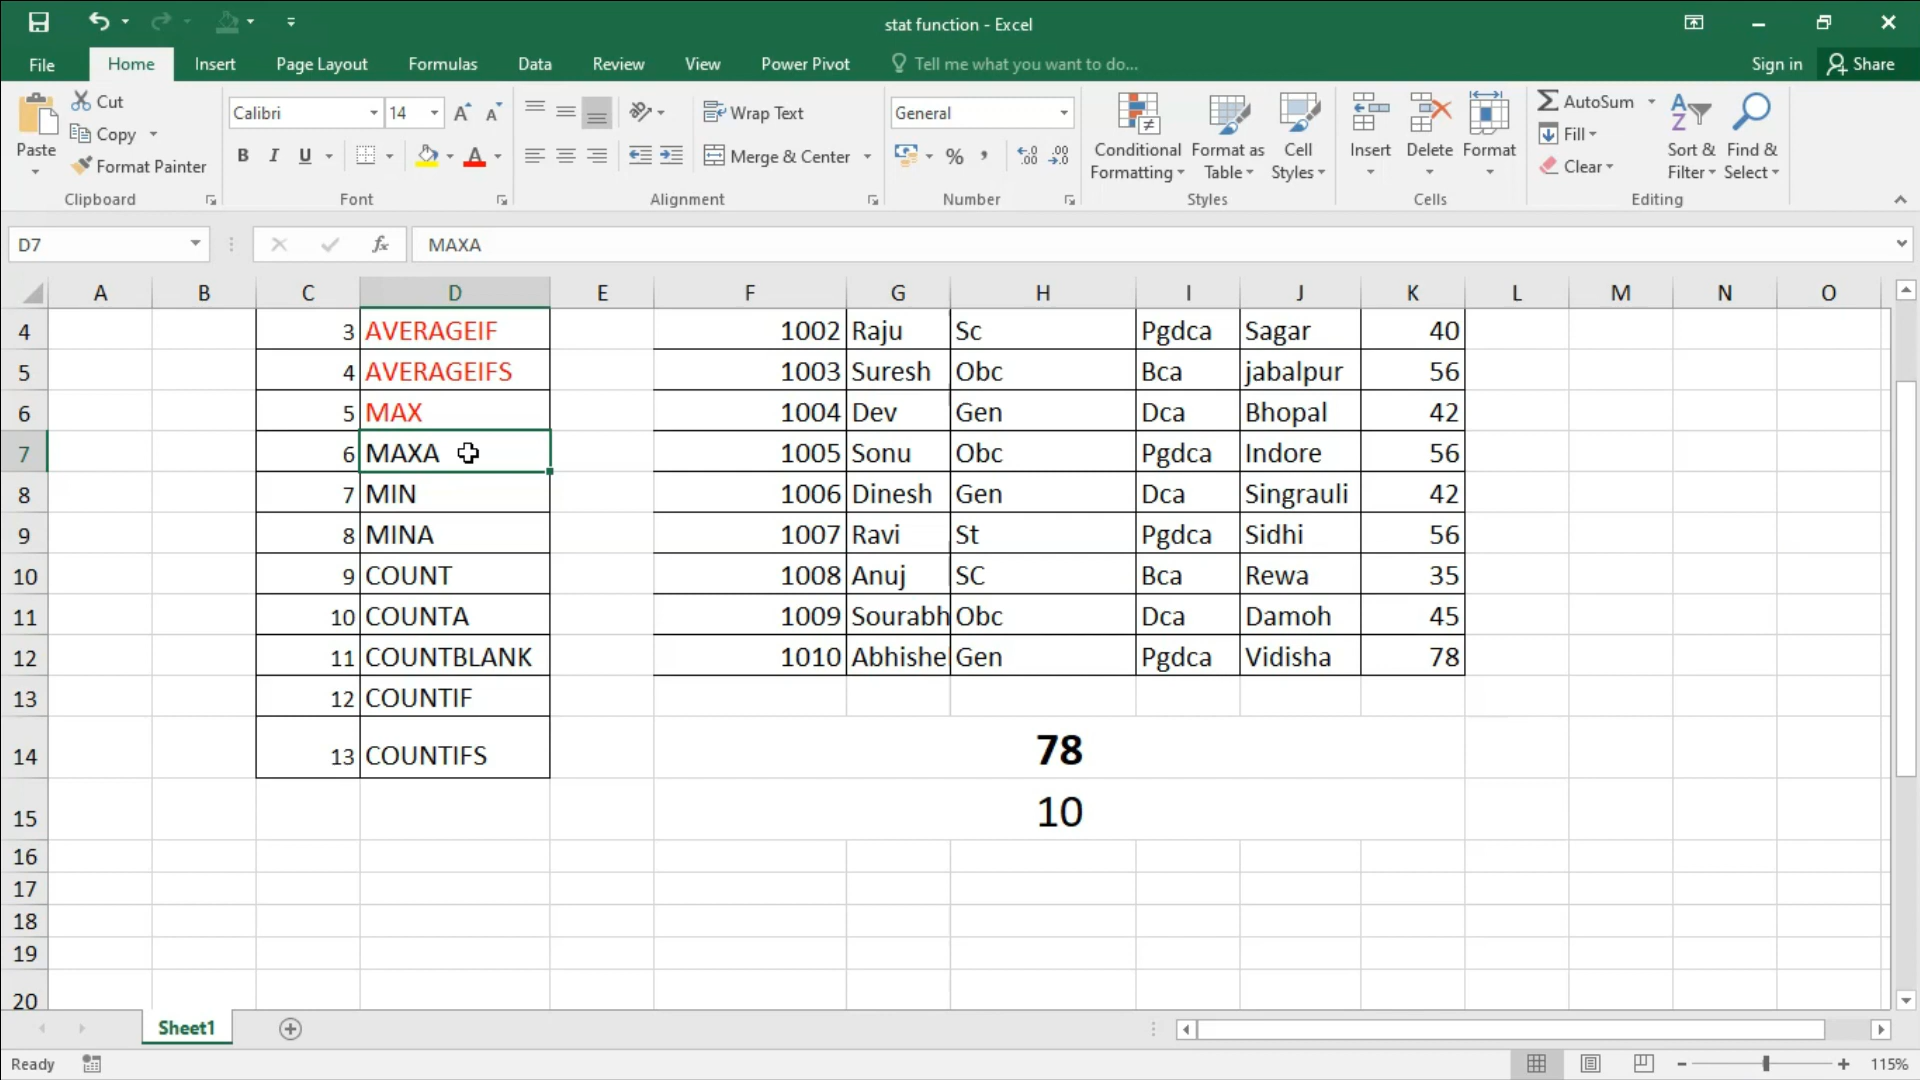 stat function - Excel
File Home Insert Page Layout Formulas Data Review View Power Pivot Tell me what you want to do... Sign in Share
Paste Cut Copy Format Painter Clipboard
Calibri 14 A A B I U A Font
Wrap Text Merge & Center Alignment
General % , .00 Number
Conditional Formatting Format as Table Cell Styles Styles
Insert Delete Format Cells
AutoSum Fill Clear Sort & Filter Find & Select Editing
D7 fx MAXA
A B C D E F G H I J K L M N O
4 3 AVERAGEIF 1002 Raju Sc Pgdca Sagar 40
5 4 AVERAGEIFS 1003 Suresh Obc Bca jabalpur 56
6 5 MAX 1004 Dev Gen Dca Bhopal 42
7 6 MAXA 1005 Sonu Obc Pgdca Indore 56
8 7 MIN 1006 Dinesh Gen Dca Singrauli 42
9 8 MINA 1007 Ravi St Pgdca Sidhi 56
10 9 COUNT 1008 Anuj SC Bca Rewa 35
11 10 COUNTA 1009 Sourabh Obc Dca Damoh 45
12 11 COUNTBLANK 1010 Abhishe Gen Pgdca Vidisha 78
13 12 COUNTIF
14 13 COUNTIFS 78
15 10
16
17
18
19
20
Sheet1
Ready 115%